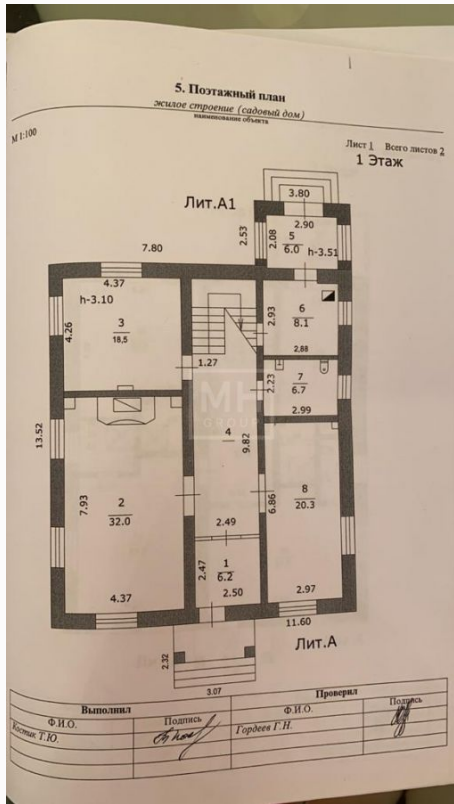 5. Поэтажный план
жилое строение (садовый дом)
наименование объекта
М 1:100
Лист 1 Всего листов 2
1 Этаж
Лит.А1
3.80
2.90
2.53
2.08
5
6.0
h-3.51
7.80
4.37
h-3.10
4.26
3
18,5
2.93
6
8.1
2,88
1.27
2.23
7
6.7
2.99
MH
GROUP
13.52
7.93
2
32.0
4
9.82
6.86
8
20.3
2.49
2.47
1
6.2
2.50
4.37
2.97
11.60
Лит.А
2.32
3.07
Выполнил
Проверил
Ф.И.О.
Подпись
Ф.И.О.
Подпись
Костик Т.Ю.
Гордеев Г.Н.